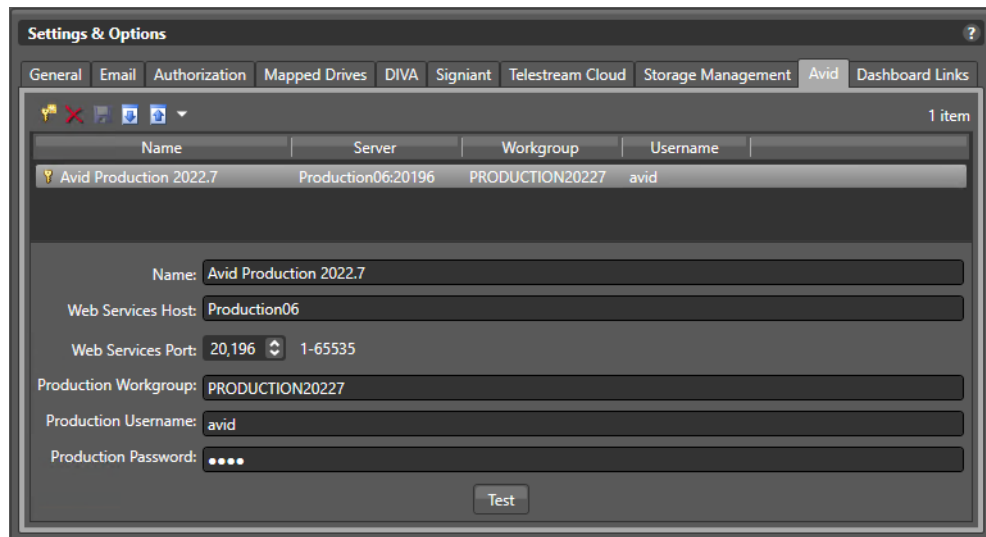 Settings & Options ?
General Email Authorization Mapped Drives DIVA Signiant Telestream Cloud Storage Management Avid Dashboard Links
1 item
Name Server Workgroup Username
Avid Production 2022.7 Production06:20196 PRODUCTION20227 avid
Name: Avid Production 2022.7
Web Services Host: Production06
Web Services Port: 20,196 1-65535
Production Workgroup: PRODUCTION20227
Production Username: avid
Production Password: ●●●●
Test